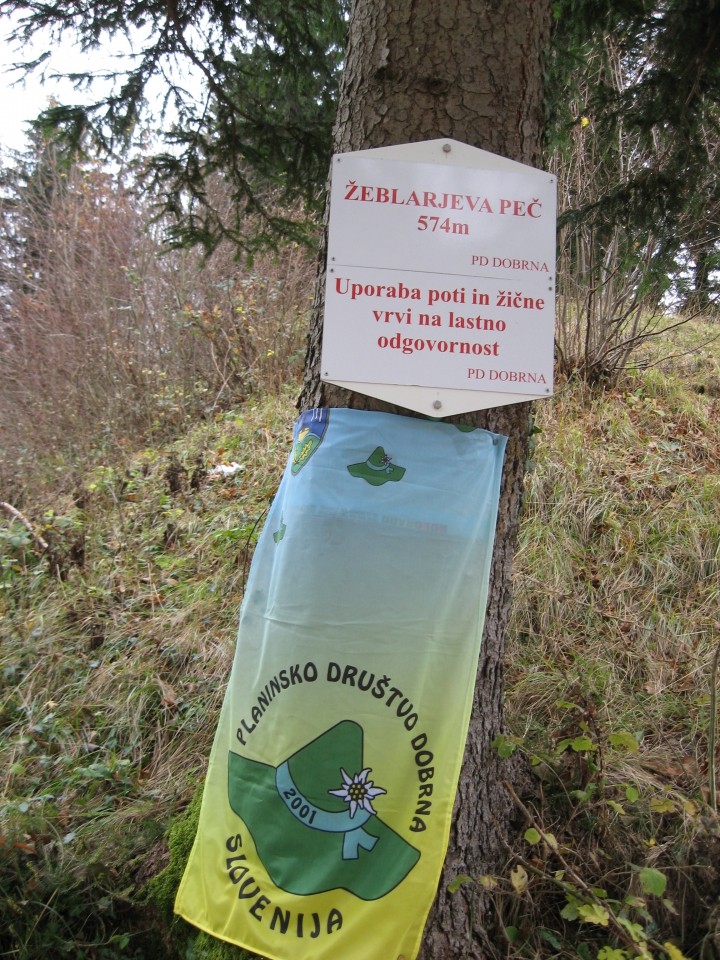 ŽEBLARJEVA PEČ
574m
PD DOBRNA
Uporaba poti in žične
vrvi na lastno
odgovornost
PD DOBRNA
PLANINSKO DRUŠTVO DOBRNA
2001
SLOVENIJA